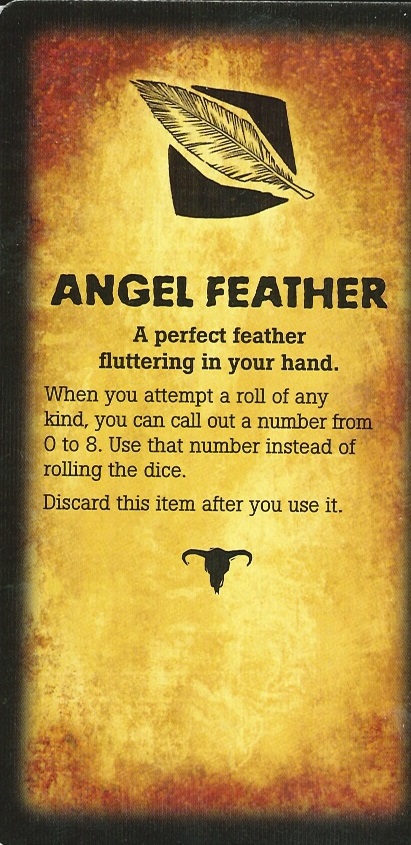 ANGEL FEATHER
A perfect feather
fluttering in your hand.
When you attempt a roll of any
kind, you can call out a number from
0 to 8. Use that number instead of
rolling the dice.
Discard this item after you use it.